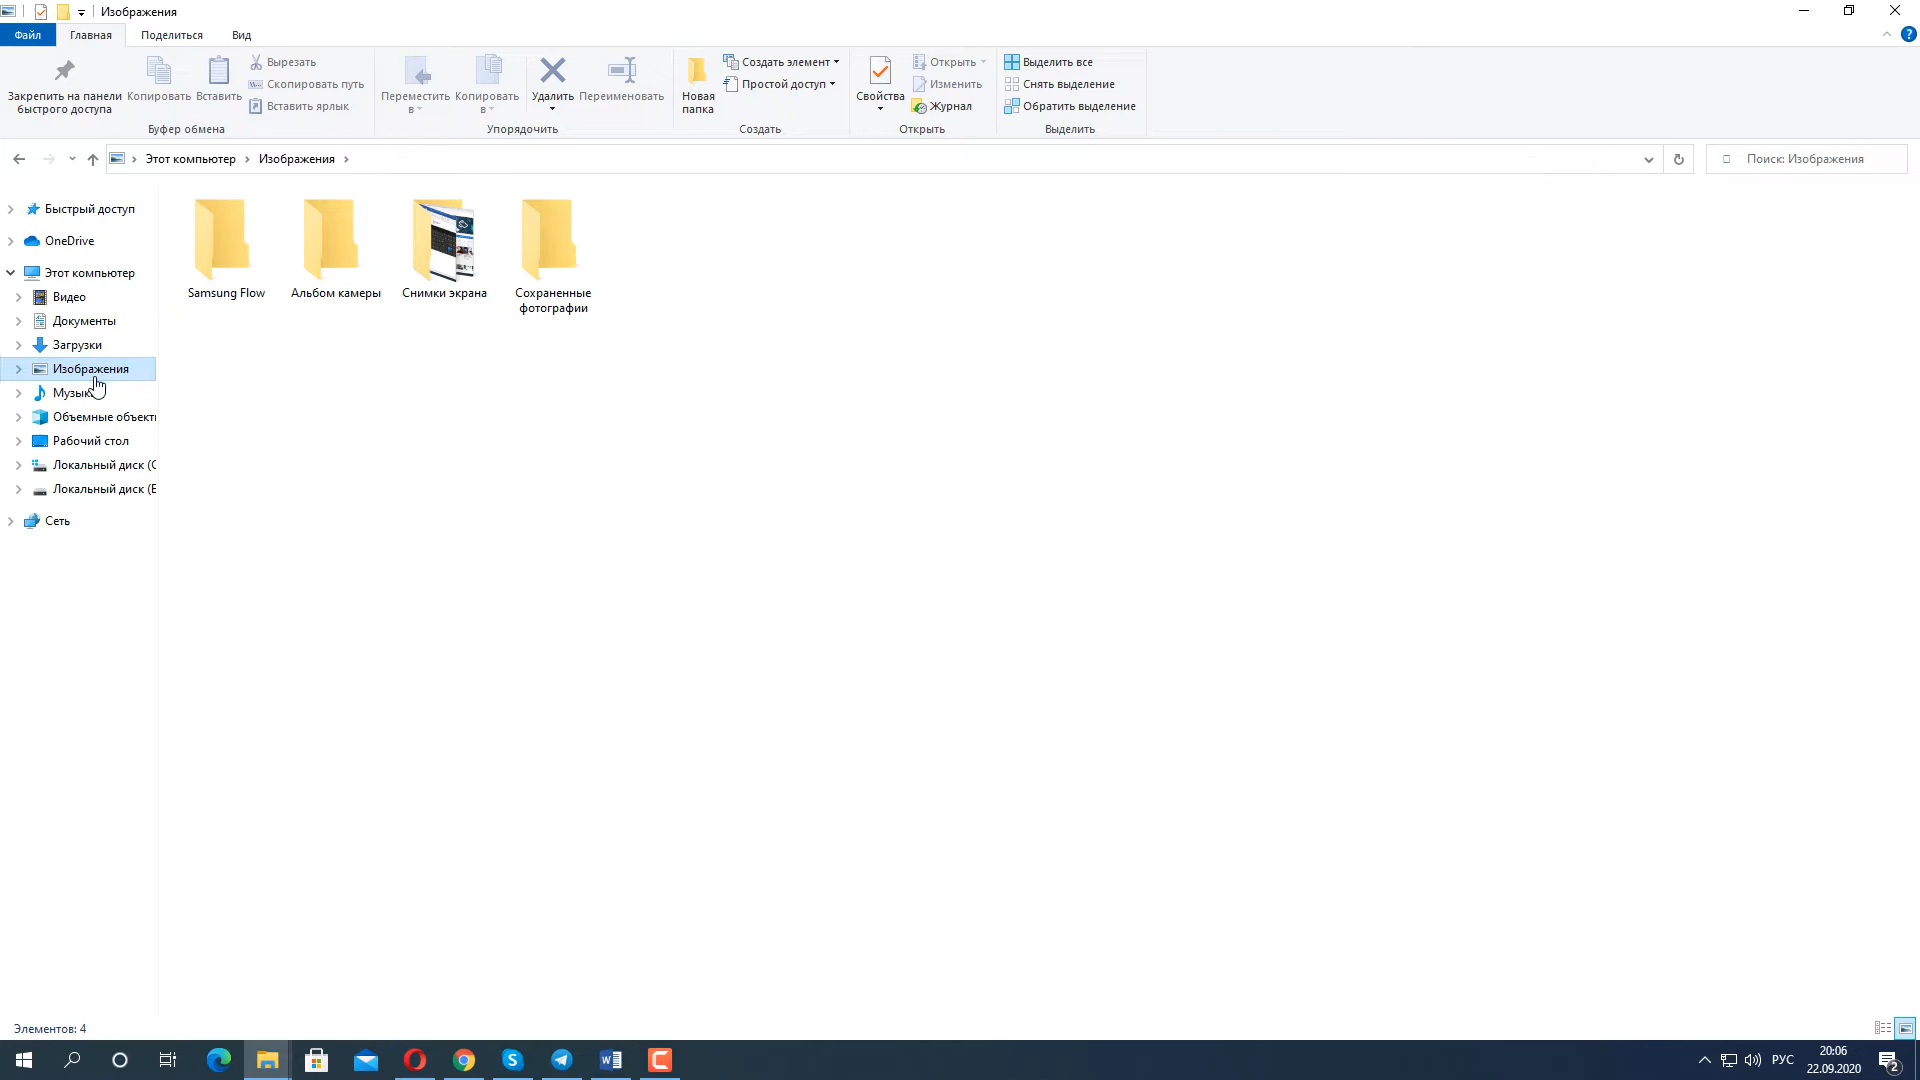 Изображения
Файл
Главная
Поделиться
Вид
Закрепить на панели
быстрого доступа
Копировать
Вставить
Вырезать
Скопировать путь
Вставить ярлык
Буфер обмена
Переместить
в
Копировать
в
Удалить
Переименовать
Упорядочить
Новая
папка
Создать элемент
Простой доступ
Создать
Свойства
Открыть
Изменить
Журнал
Открыть
Выделить все
Снять выделение
Обратить выделение
Выделить
Этот компьютер
Изображения
Поиск: Изображения
Быстрый доступ
OneDrive
Этот компьютер
Видео
Документы
Загрузки
Изображения
Музык
Объемные объект
Рабочий стол
Локальный диск (C
Локальный диск (E
Сеть
Samsung Flow
Альбом камеры
Снимки экрана
Сохраненные
фотографии
Элементов: 4
РУС
20:06
22.09.2020
2